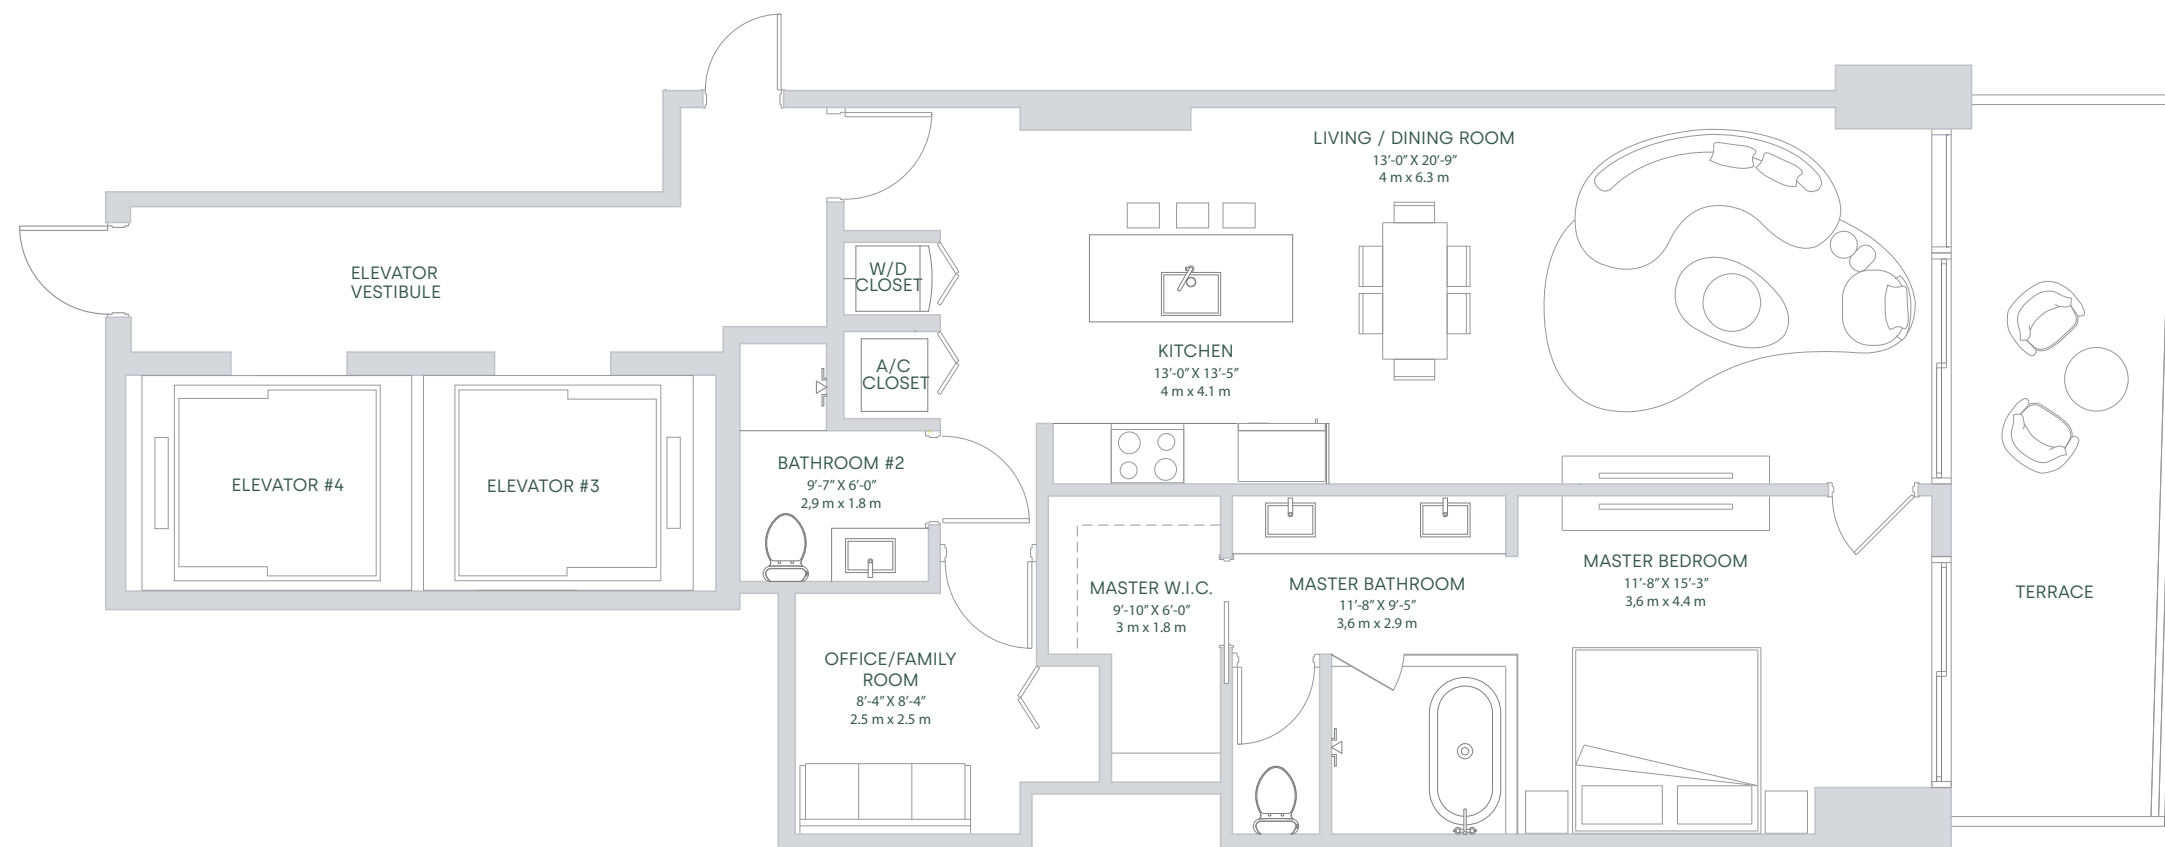 LIVING / DINING ROOM
13'-0" X 20'-9"
4 m x 6.3 m
ELEVATOR
VESTIBULE
W/D
CLOSET
KITCHEN
13'-0" X 13'-5"
4 m x 4.1 m
A/C
CLOSET
BATHROOM #2
9'-7" X 6'-0"
2,9 m x 1.8 m
ELEVATOR #4
ELEVATOR #3
MASTER W.I.C.
9'-10" X 6'-0"
3 m x 1.8 m
MASTER BATHROOM
11'-8" X 9'-5"
3,6 m x 2.9 m
MASTER BEDROOM
11'-8" X 15'-3"
3,6 m x 4.4 m
TERRACE
OFFICE/FAMILY
ROOM
8'-4" X 8'-4"
2.5 m x 2.5 m